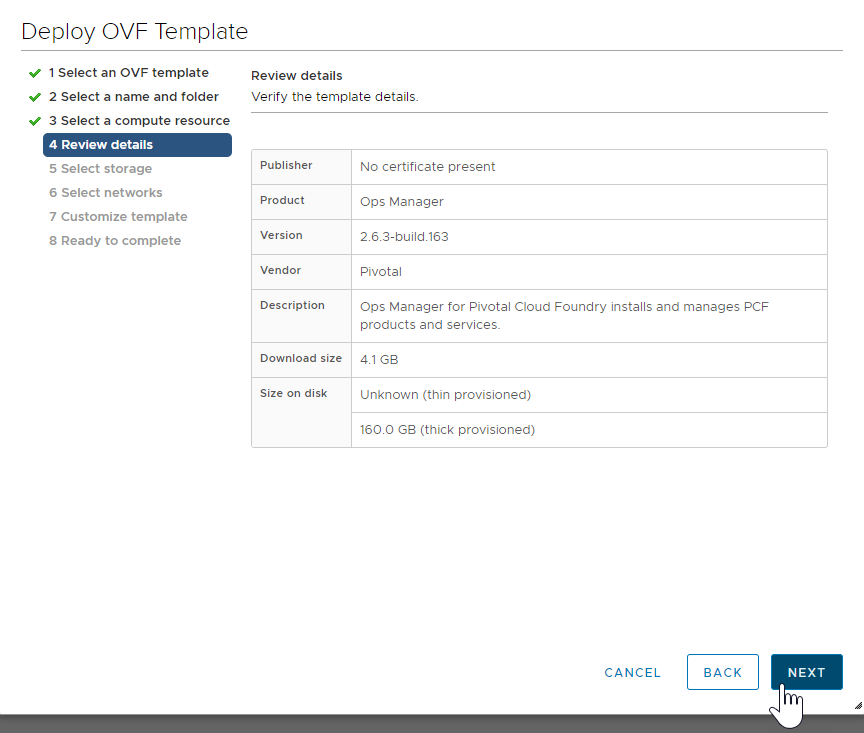 Deploy OVF Template
1 Select an OVF template
2 Select a name and folder
3 Select a compute resource
4 Review details
5 Select storage
6 Select networks
7 Customize template
8 Ready to complete
Review details
Verify the template details.
Publisher No certificate present
Product Ops Manager
Version 2.6.3-build.163
Vendor Pivotal
Description Ops Manager for Pivotal Cloud Foundry installs and manages PCF
products and services.
Download size 4.1 GB
Size on disk Unknown (thin provisioned)
160.0 GB (thick provisioned)
CANCEL BACK NEXT